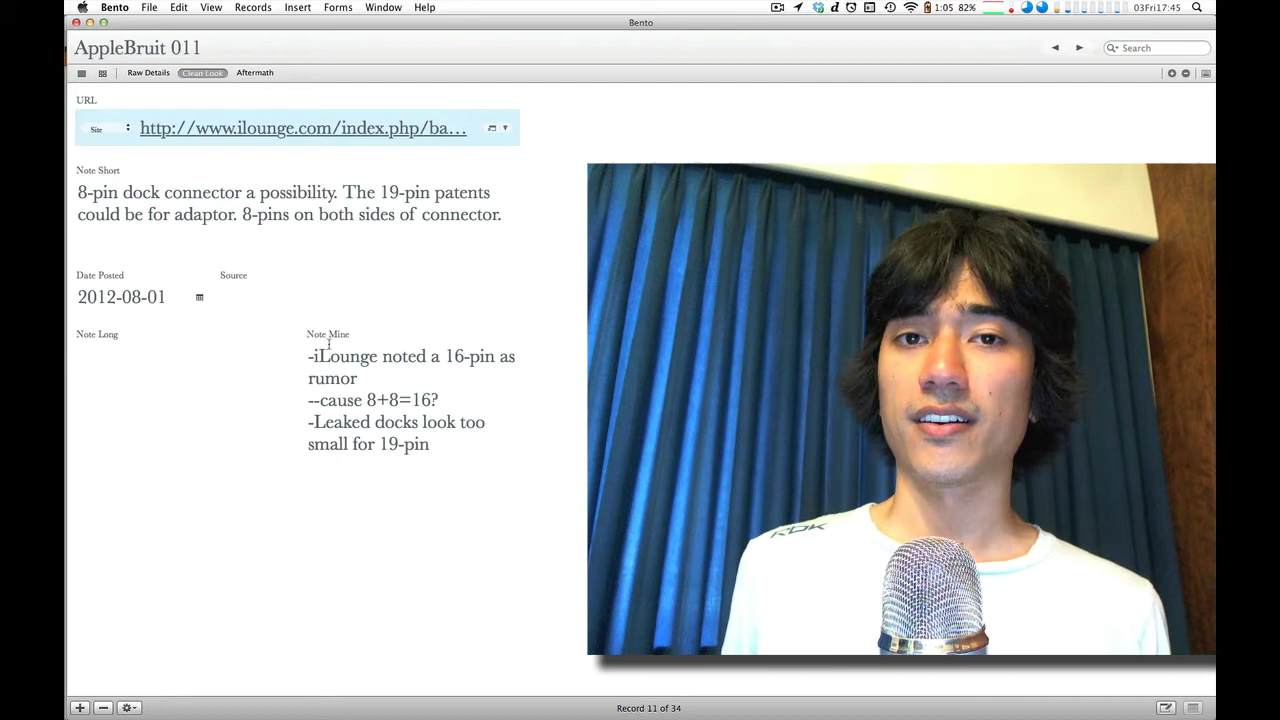 Bento File Edit View Records Insert Forms Window Help
1:05 82% 03Fri17:45
Bento
AppleBruit 011
Search
Raw Details Clean Look Aftermath
URL
Site : http://www.ilounge.com/index.php/ba…
Note Short
8-pin dock connector a possibility. The 19-pin patents
could be for adaptor. 8-pins on both sides of connector.
Date Posted Source
2012-08-01
Note Long Note Mine
-iLounge noted a 16-pin as
rumor
--cause 8+8=16?
-Leaked docks look too
small for 19-pin
RDK
Record 11 of 34